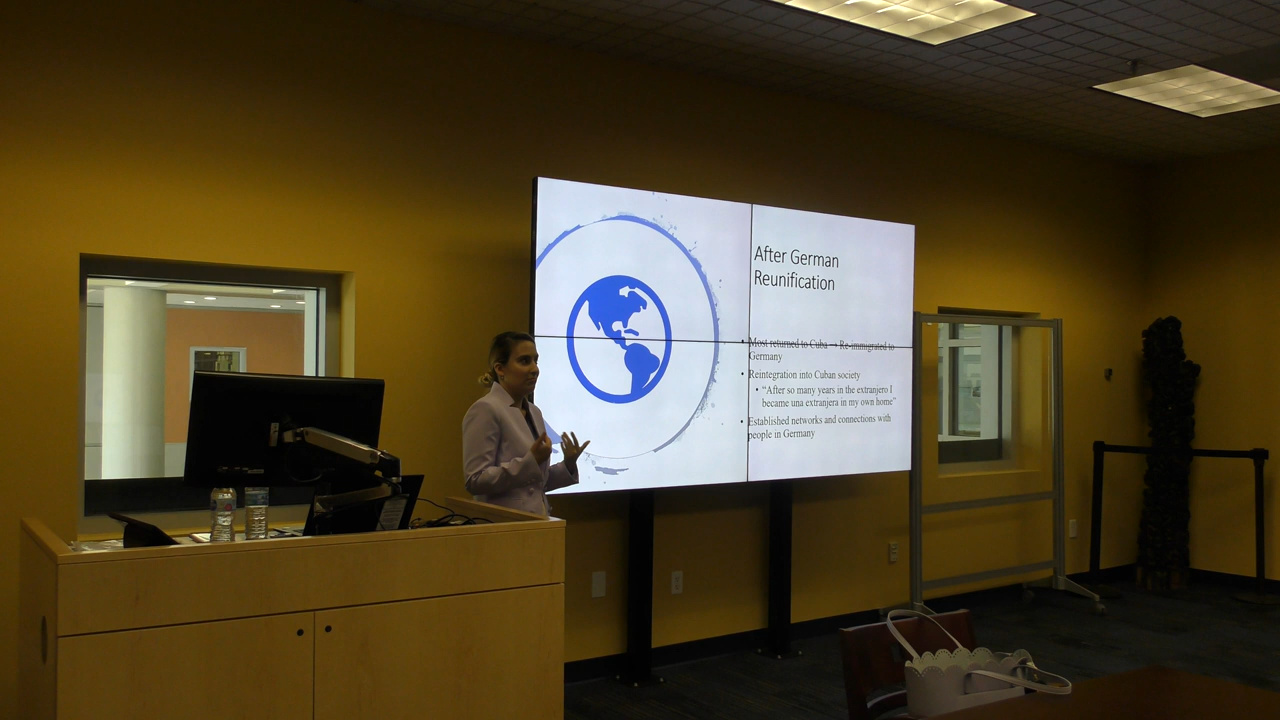 After German
Reunification
• Most returned to Cuba → Re-immigrated to
Germany
• Reintegration into Cuban society
• “After so many years in the extranjero I
became una extranjera in my own home”
• Established networks and connections with
people in Germany